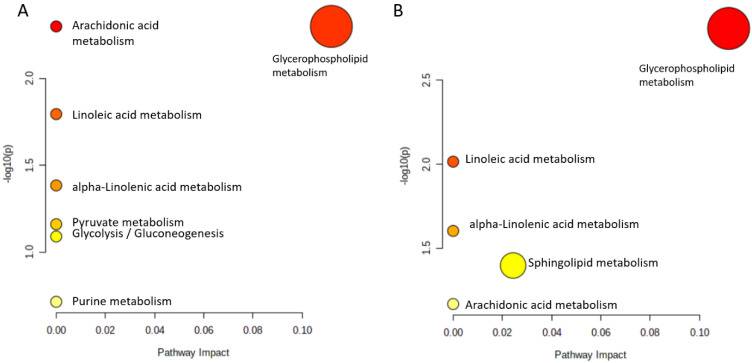 A
Arachidonic acid
metabolism
Glycerophospholipid
metabolism
2.0
Linoleic acid metabolism
1.5
-log10(p)
alpha-Linolenic acid metabolism
Pyruvate metabolism
Glycolysis / Gluconeogenesis
1.0
Purine metabolism
0.00 0.02 0.04 0.06 0.08 0.10
Pathway Impact
B
Glycerophospholipid
metabolism
2.5
Linoleic acid metabolism
2.0
-log10(p)
alpha-Linolenic acid metabolism
1.5
Sphingolipid metabolism
Arachidonic acid metabolism
0.00 0.02 0.04 0.06 0.08 0.10
Pathway Impact